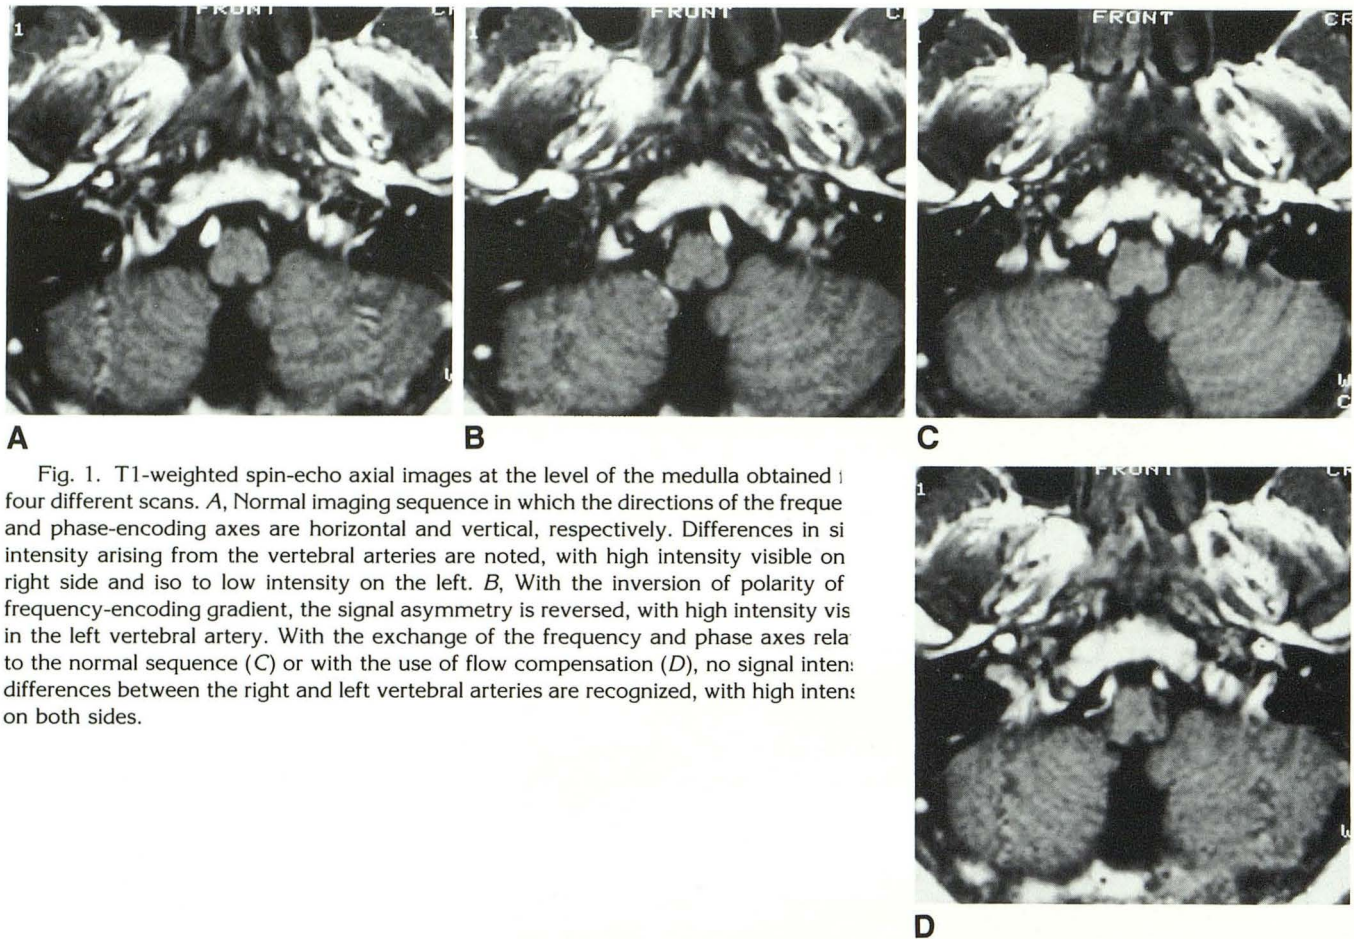 FRONT
1
FRONT
1
FRONT
CR
A
B
C
Fig. 1. T1-weighted spin-echo axial images at the level of the medulla obtained
four different scans. A, Normal imaging sequence in which the directions of the freque
and phase-encoding axes are horizontal and vertical, respectively. Differences in si
intensity arising from the vertebral arteries are noted, with high intensity visible on
right side and iso to low intensity on the left. B, With the inversion of polarity of
frequency-encoding gradient, the signal asymmetry is reversed, with high intensity vis
in the left vertebral artery. With the exchange of the frequency and phase axes rela
to the normal sequence (C) or with the use of flow compensation (D), no signal inten
differences between the right and left vertebral arteries are recognized, with high intens
on both sides.
FRONT
CR
1
D